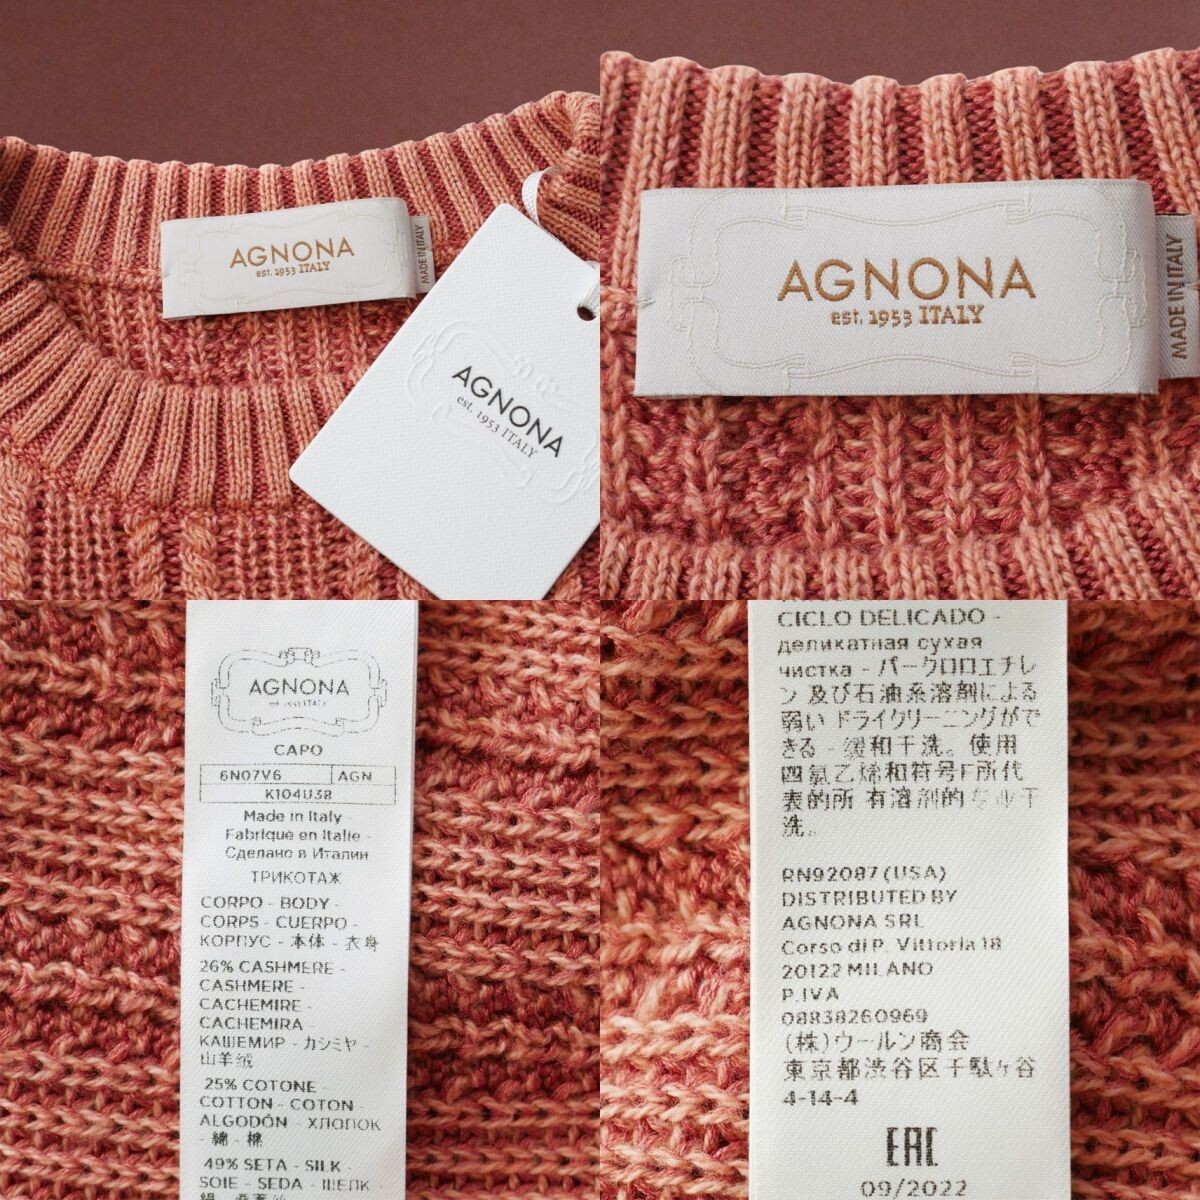 AGNONA
est. 1953 ITALY
MADE IN ITALY
AGNONA
est. 1953 ITALY
AGNONA
est. 1953 ITALY
MADE IN ITALY
AGNONA
est. 1953 ITALY
CAPO
6N07V6 AGN
K104U38
Made in Italy
Fabriqué en Italie -
Сделано в Италии
ТРИКОТАЖ
CORPO - BODY -
CORPS - CUERPO -
КОРПУС - 本体 - 衣身
26% CASHMERE -
CASHMERE -
CACHEMIRE -
CACHEMIRA -
КАШЕМИР - カシミヤ -
山羊绒
25% COTONE -
COTTON - COTON -
ALGODÓN - ХЛОПОК
- 綿 - 棉
49% SETA - SILK -
SOIE - SEDA - ШЕЛК -
CICLO DELICADO -
деликатная сухая
чистка - パークロロエチレ
ン 及び石油系溶剤による
弱い ドライクリーニングがで
きる - 缓和干洗。使用
四氯乙烯和符号F所代
表的所 有溶剂的 干
洗。
RN92087 (USA)
DISTRIBUTED BY
AGNONA SRL
Corso di P. Vittoria 18
20122 MILANO
P.IVA
08838260969
(株)ウールン商会
東京都渋谷区千駄ヶ谷
4-14-4
EAC
09/2022